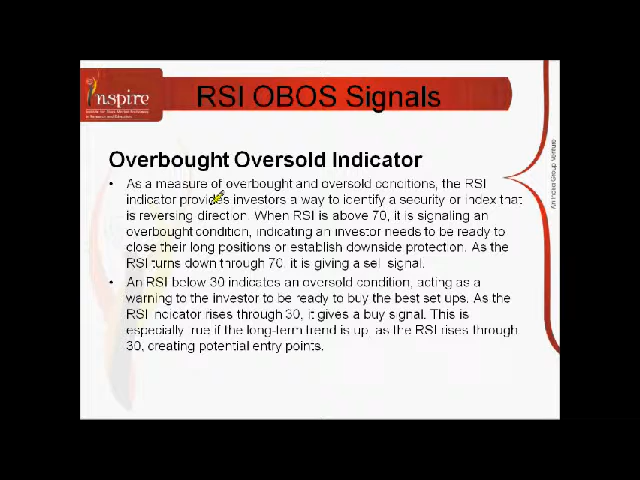 nspire
RSI OBOS Signals
Overbought Oversold Indicator
• As a measure of overbought and oversold conditions, the RSI
indicator provides investors a way to identify a security or index that
is reversing direction. When RSI is above 70, it is signaling an
overbought condition, indicating an investor needs to be ready to
close their long positions or establish downside protection. As the
RSI turns down through 70, it is giving a sell signal.
• An RSI below 30 indicates an oversold condition, acting as a
warning to the investor to be ready to buy the best set ups. As the
RSI indicator rises through 30, it gives a buy signal. This is
especially true if the long-term trend is up as the RSI rises through
30, creating potential entry points.